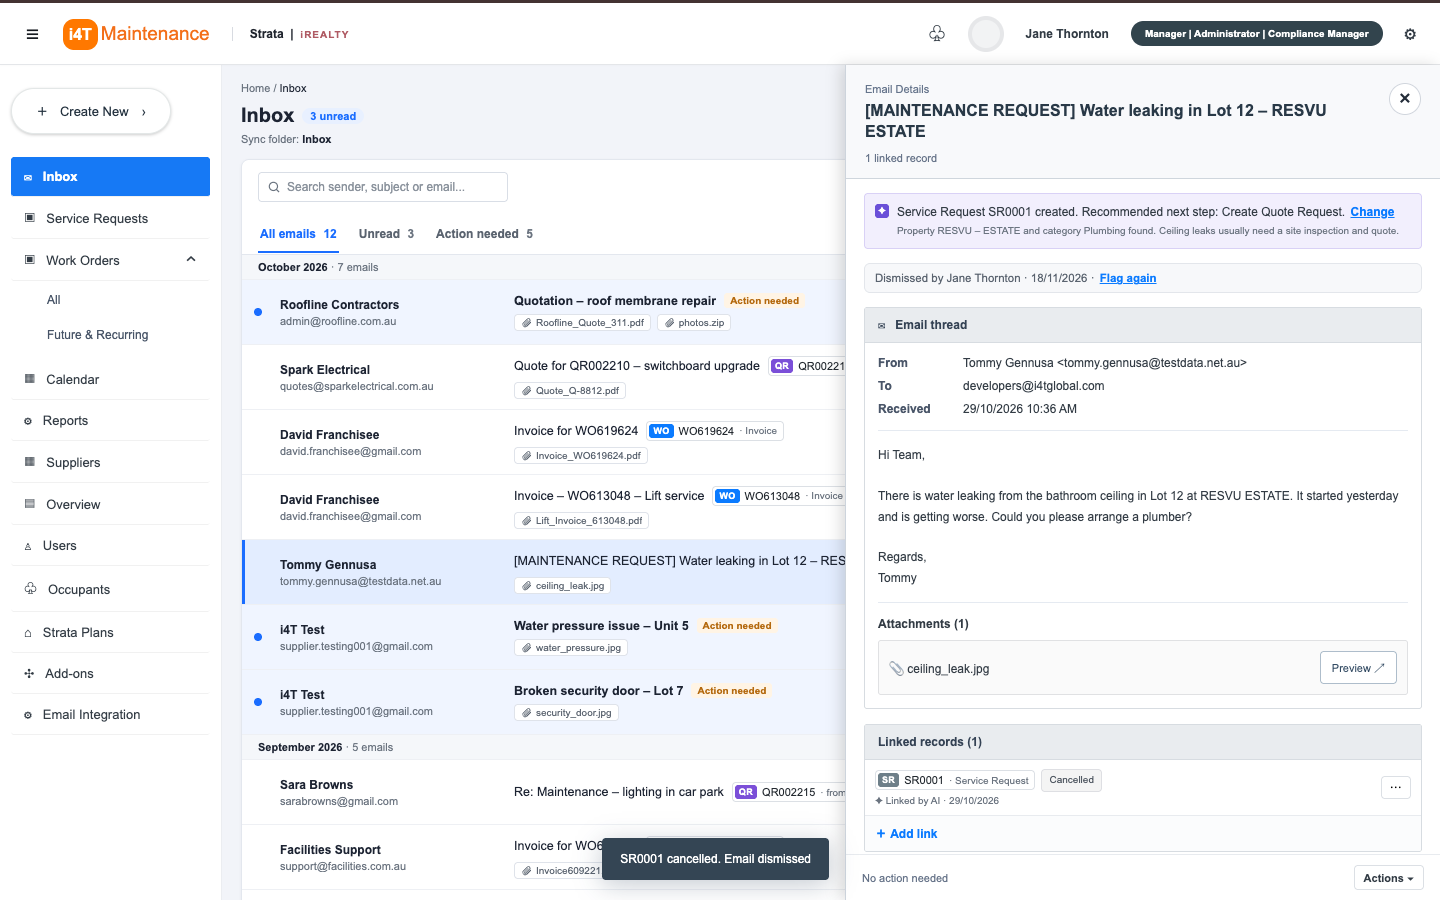 i4T Maintenance
Strata | iREALTY
Jane Thornton
Manager | Administrator | Compliance Manager
+ Create New ›
Inbox
Service Requests
Work Orders
All
Future & Recurring
Calendar
Reports
Suppliers
Overview
Users
Occupants
Strata Plans
Add-ons
Email Integration
Home / Inbox
Inbox 3 unread
Sync folder: Inbox
Search sender, subject or email...
All emails 12 Unread 3 Action needed 5
October 2026 · 7 emails
Roofline Contractors
admin@roofline.com.au
Quotation – roof membrane repair Action needed
Roofline_Quote_311.pdf photos.zip
Spark Electrical
quotes@sparkelectrical.com.au
Quote for QR002210 – switchboard upgrade QR QR00221
Quote_Q-8812.pdf
David Franchisee
david.franchisee@gmail.com
Invoice for WO619624 WO WO619624 · Invoice
Invoice_WO619624.pdf
David Franchisee
david.franchisee@gmail.com
Invoice – WO613048 – Lift service WO WO613048 · Invoice
Lift_Invoice_613048.pdf
Tommy Gennusa
tommy.gennusa@testdata.net.au
[MAINTENANCE REQUEST] Water leaking in Lot 12 – RES
ceiling_leak.jpg
i4T Test
supplier.testing001@gmail.com
Water pressure issue – Unit 5 Action needed
water_pressure.jpg
i4T Test
supplier.testing001@gmail.com
Broken security door – Lot 7 Action needed
security_door.jpg
September 2026 · 5 emails
Sara Browns
sarabrowns@gmail.com
Re: Maintenance – lighting in car park QR QR002215 · from
Facilities Support
support@facilities.com.au
Invoice for WO6
Invoice609221
SR0001 cancelled. Email dismissed
Email Details
[MAINTENANCE REQUEST] Water leaking in Lot 12 – RESVU
ESTATE
1 linked record
Service Request SR0001 created. Recommended next step: Create Quote Request. Change
Property RESVU – ESTATE and category Plumbing found. Ceiling leaks usually need a site inspection and quote.
Dismissed by Jane Thornton · 18/11/2026 · Flag again
Email thread
From Tommy Gennusa <tommy.gennusa@testdata.net.au>
To developers@i4tglobal.com
Received 29/10/2026 10:36 AM
Hi Team,
There is water leaking from the bathroom ceiling in Lot 12 at RESVU ESTATE. It started yesterday
and is getting worse. Could you please arrange a plumber?
Regards,
Tommy
Attachments (1)
ceiling_leak.jpg Preview
Linked records (1)
SR SR0001 · Service Request Cancelled
Linked by AI · 29/10/2026
+ Add link
No action needed
Actions